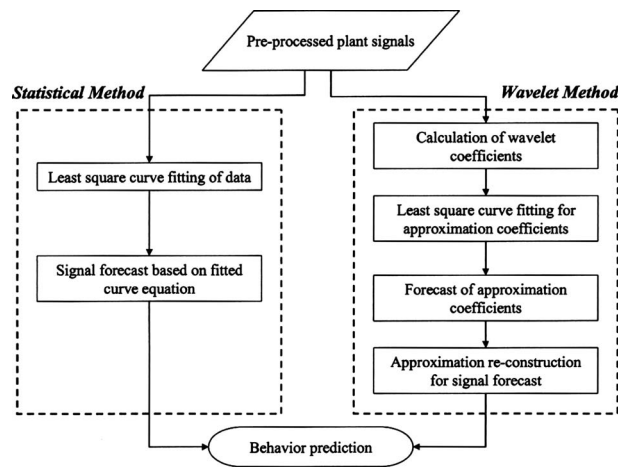 Pre-processed plant signals
Statistical Method
Least square curve fitting of data
Signal forecast based on fitted
curve equation
Wavelet Method
Calculation of wavelet
coefficients
Least square curve fitting for
approximation coefficients
Forecast of approximation
coefficients
Approximation re-construction
for signal forecast
Behavior prediction